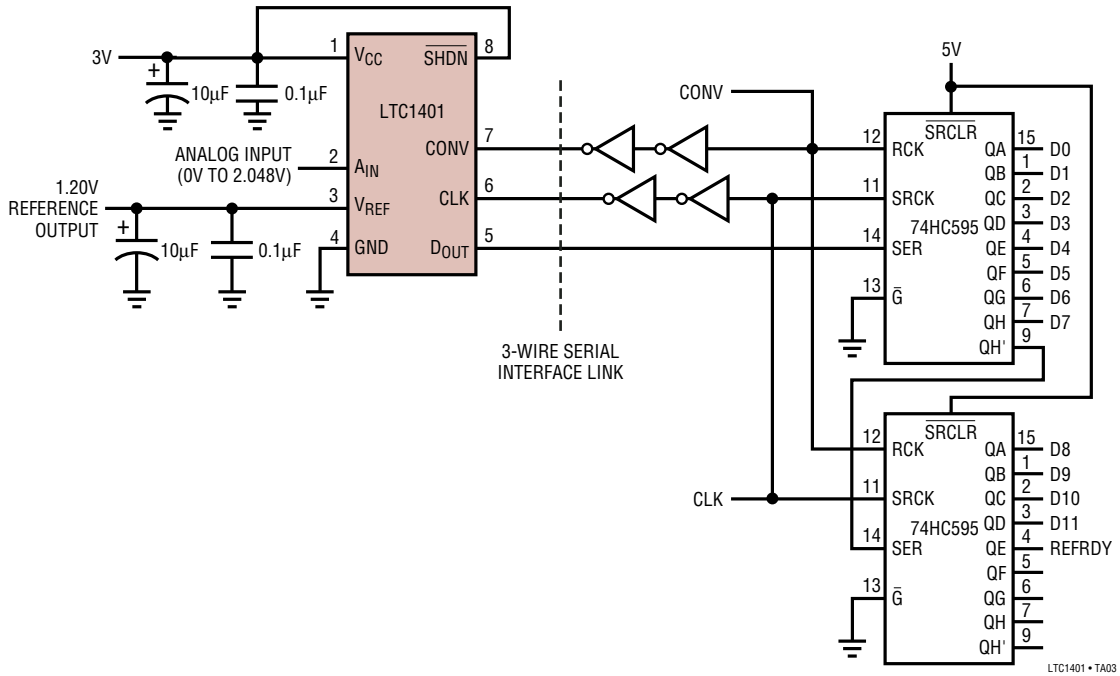 3V
+
10µF
0.1µF
1
VCC
SHDN
8
LTC1401
ANALOG INPUT
(0V TO 2.048V)
2
AIN
CONV
7
1.20V
REFERENCE
OUTPUT
3
VREF
CLK
6
+
10µF
0.1µF
4
GND
DOUT
5
3-WIRE SERIAL
INTERFACE LINK
CONV
CLK
5V
SRCLR
12
RCK
11
SRCK
74HC595
14
SER
13
G
QA
15
D0
QB
1
D1
QC
2
D2
QD
3
D3
QE
4
D4
QF
5
D5
QG
6
D6
QH
7
D7
QH'
9
SRCLR
12
RCK
11
SRCK
74HC595
14
SER
13
G
QA
15
D8
QB
1
D9
QC
2
D10
QD
3
D11
QE
4
REFRDY
QF
5
QG
6
QH
7
QH'
9
LTC1401 • TA03